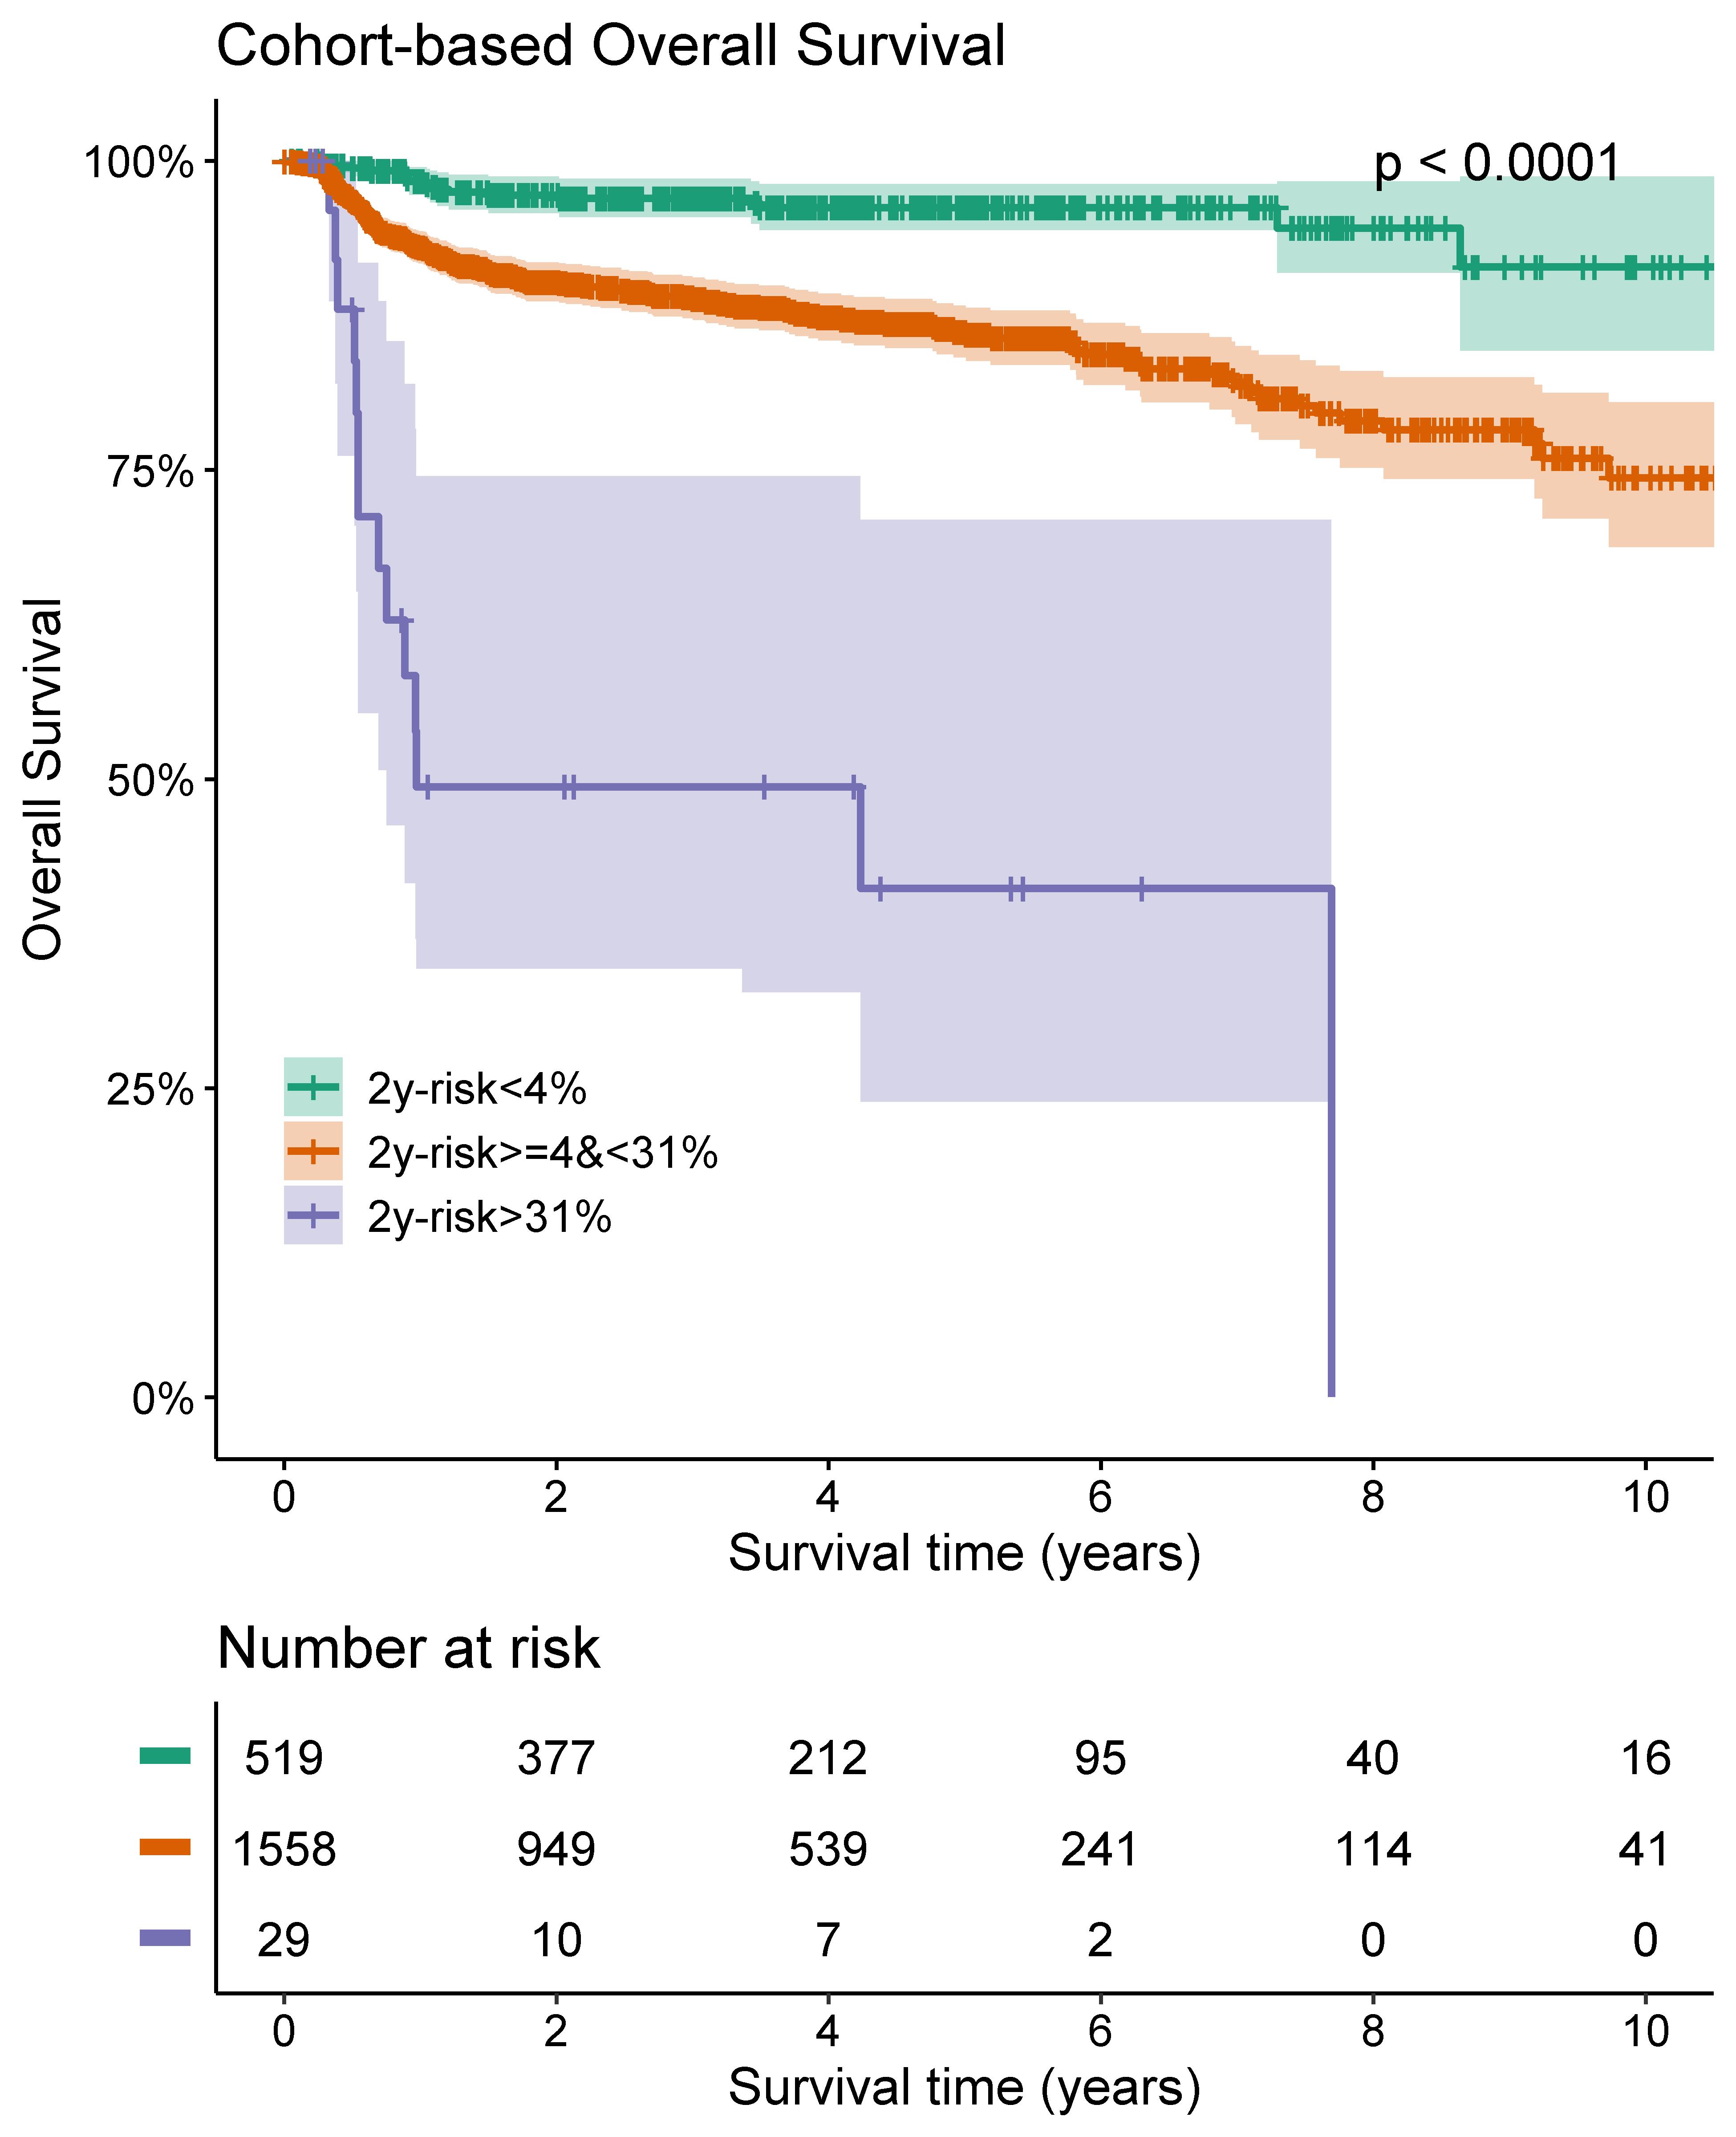 Cohort-based Overall Survival
p < 0.0001
100%
75%
50%
25%
0%
Overall Survival
2y-risk<4%
2y-risk>=4&<31%
2y-risk>31%
0 2 4 6 8 10
Survival time (years)
Number at risk
519 377 212 95 40 16
1558 949 539 241 114 41
29 10 7 2 0 0
0 2 4 6 8 10
Survival time (years)